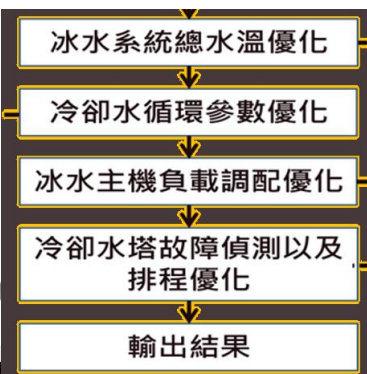 冰水系統總水溫優化
冷卻水循環參數優化
冰水主機負載調配優化
冷卻水塔故障偵測以及
排程優化
輸出結果